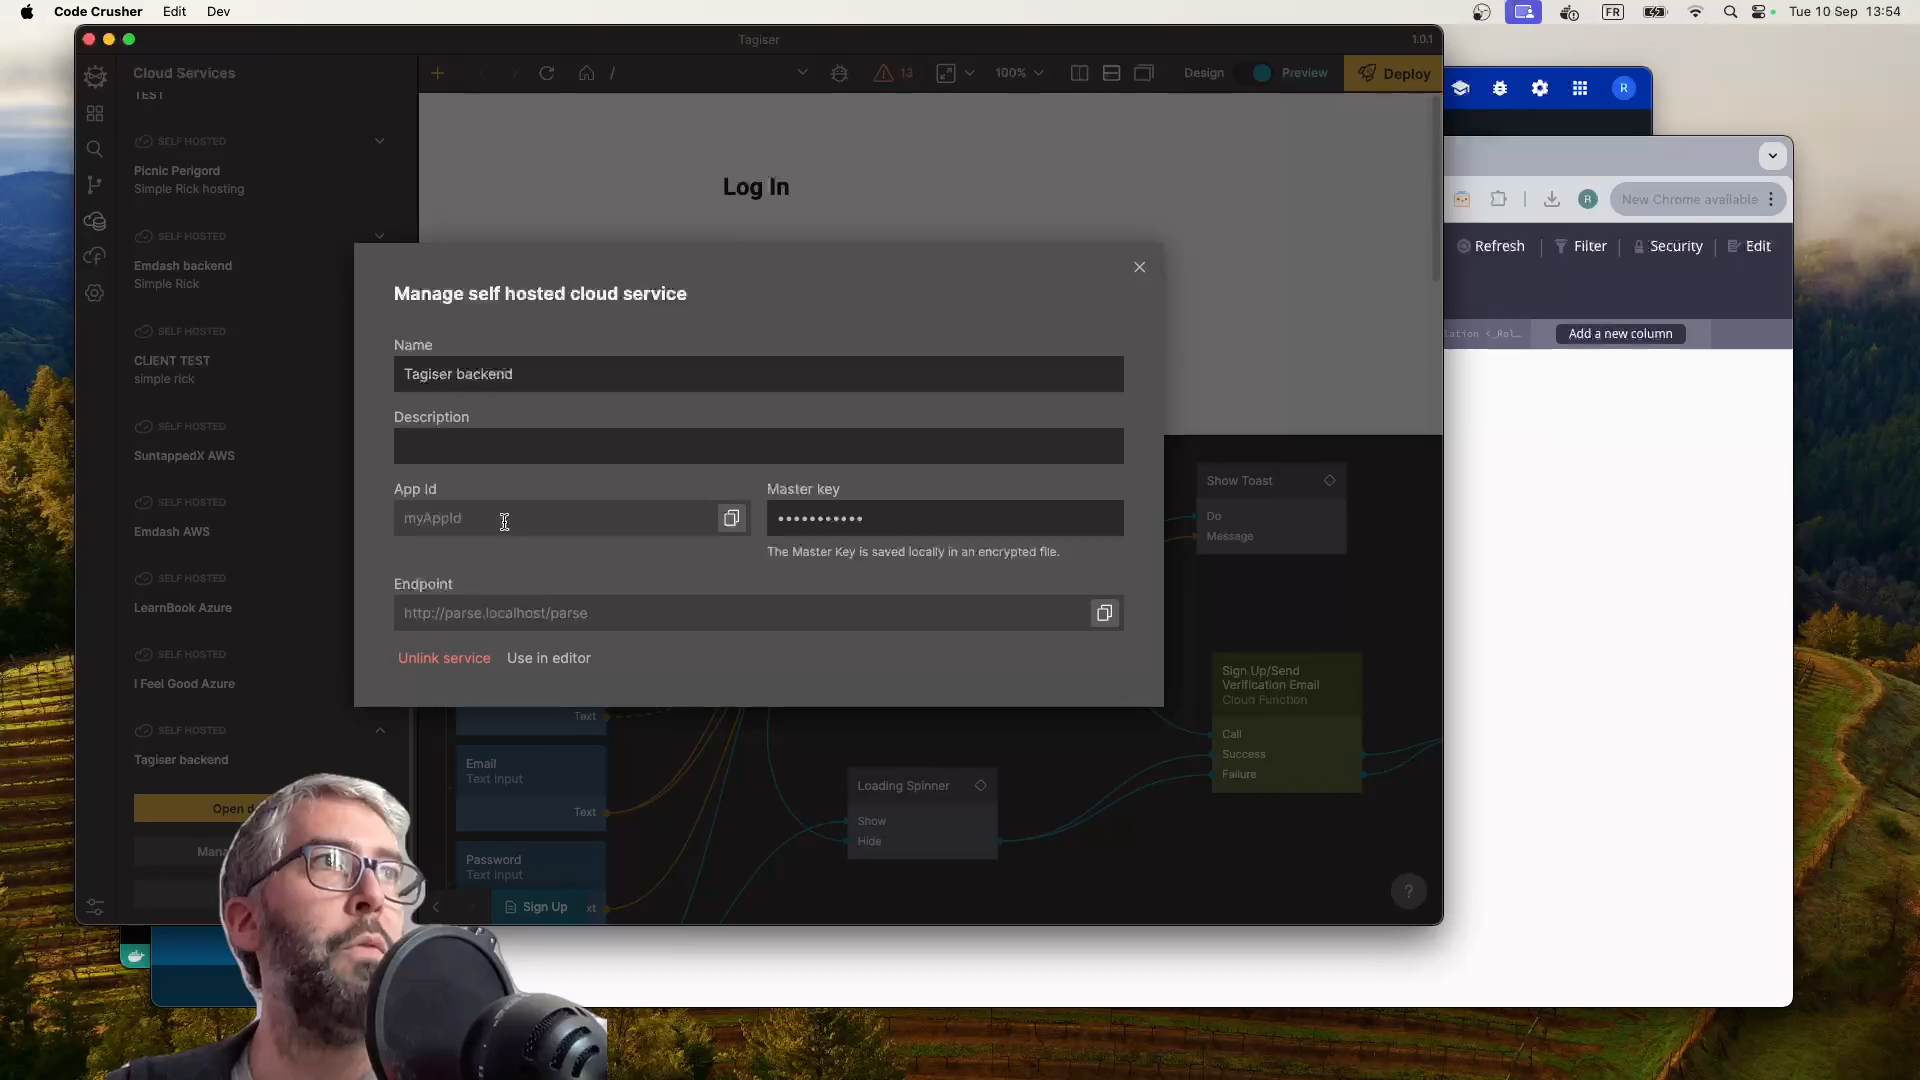 Code Crusher Edit Dev
FR Tue 10 Sep 13:54
Tagiser 1.0.1
Cloud Services
/ 13 100% Design Preview Deploy
R
TEST
SELF HOSTED
Picnic Perigord
Simple Rick hosting
SELF HOSTED
Emdash backend
Simple Rick
SELF HOSTED
CLIENT TEST
simple rick
SELF HOSTED
SuntappedX AWS
SELF HOSTED
Emdash AWS
SELF HOSTED
LearnBook Azure
SELF HOSTED
I Feel Good Azure
SELF HOSTED
Tagiser backend
Open
Log In
Manage self hosted cloud service
Name
Tagiser backend
Description
App Id
myAppId
Master key
The Master Key is saved locally in an encrypted file.
Endpoint
http://parse.localhost/parse
Unlink service Use in editor
Text
Email
Text Input
Text
Password
Text Input
Sign Up
Loading Spinner
Show
Hide
Show Toast
Do
Message
Sign Up/Send
Verification Email
Cloud Function
Call
Success
Failure
?
R New Chrome available
Refresh Filter Security Edit
Add a new column